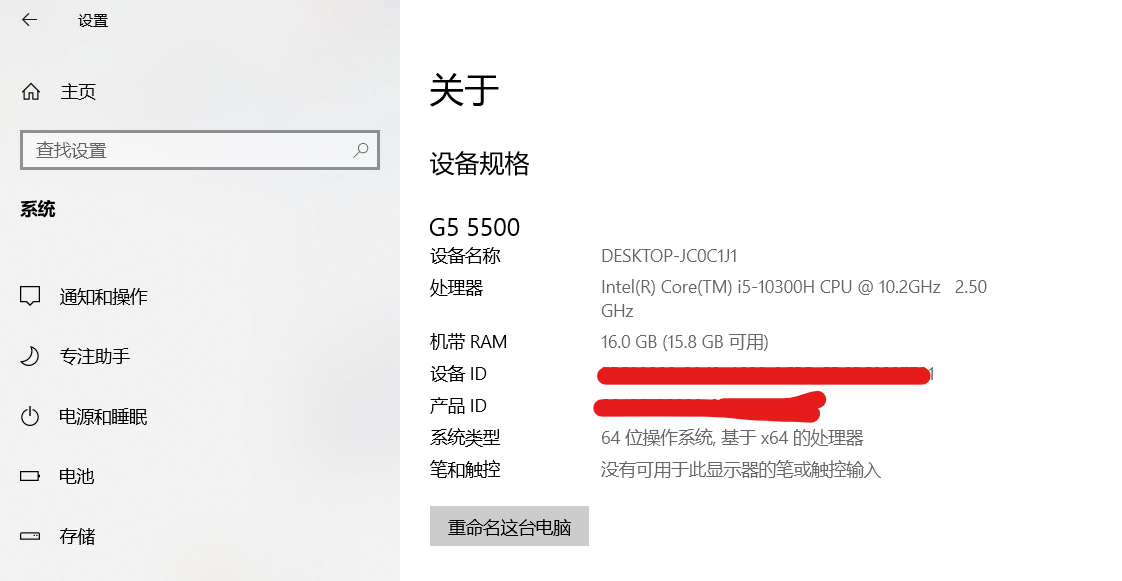 设置
主页
查找设置
系统
通知和操作
专注助手
电源和睡眠
电池
存储
关于
设备规格
G5 5500
设备名称 DESKTOP-JC0C1J1
处理器 Intel(R) Core(TM) i5-10300H CPU @ 10.2GHz 2.50
GHz
机带 RAM 16.0 GB (15.8 GB 可用)
设备 ID
产品 ID
系统类型 64 位操作系统, 基于 x64 的处理器
笔和触控 没有可用于此显示器的笔或触控输入
重命名这台电脑